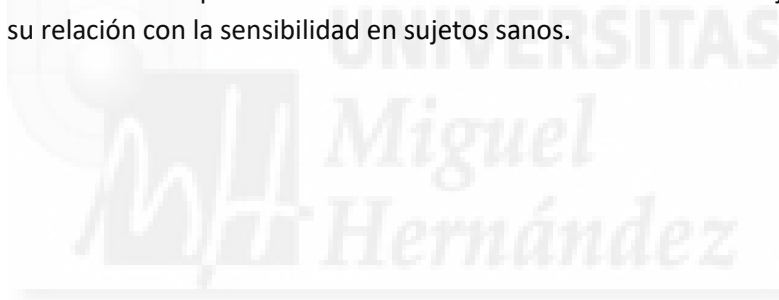 su relación con la sensibilidad en sujetos sanos.
UNIVERSITAS
Miguel
Hernández